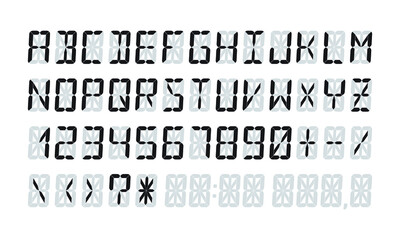 ABCDEFGHIJKLM
NOPQRSTUVWXYZ
1234567890+-/
\<>?*